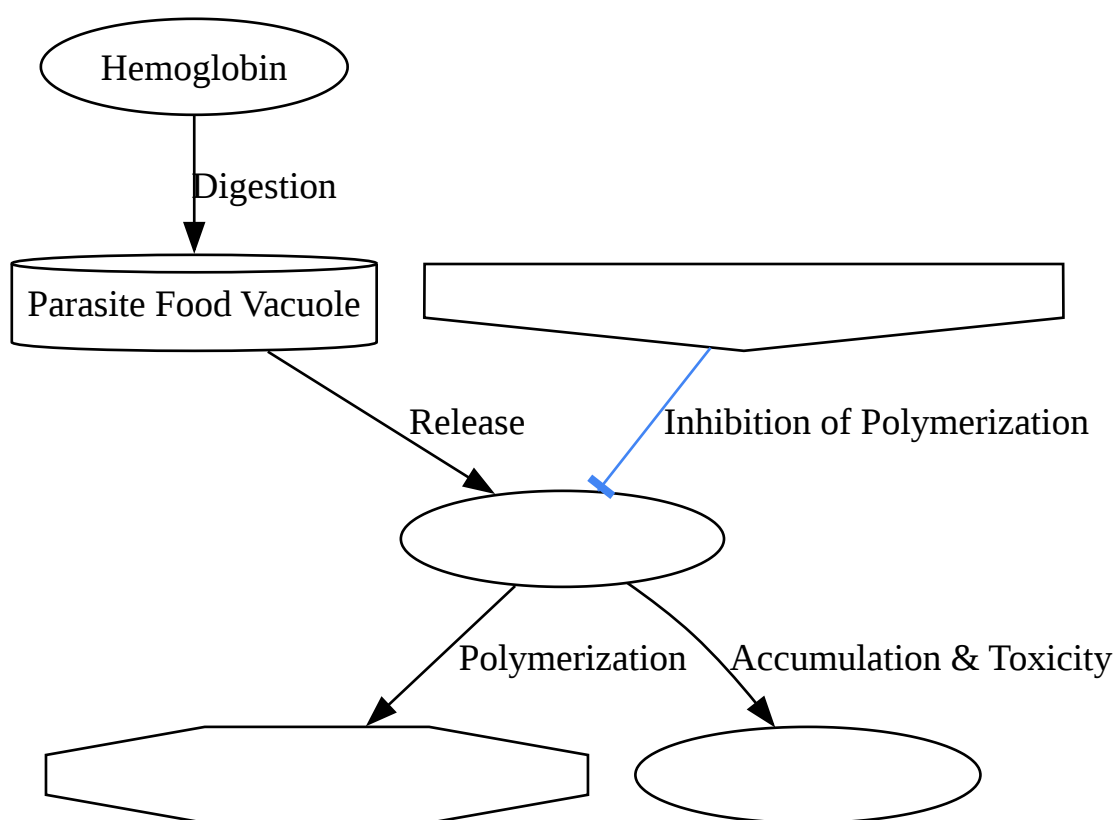 Hemoglobin
Digestion
Parasite Food Vacuole
Release
Inhibition of Polymerization
Polymerization
Accumulation & Toxicity